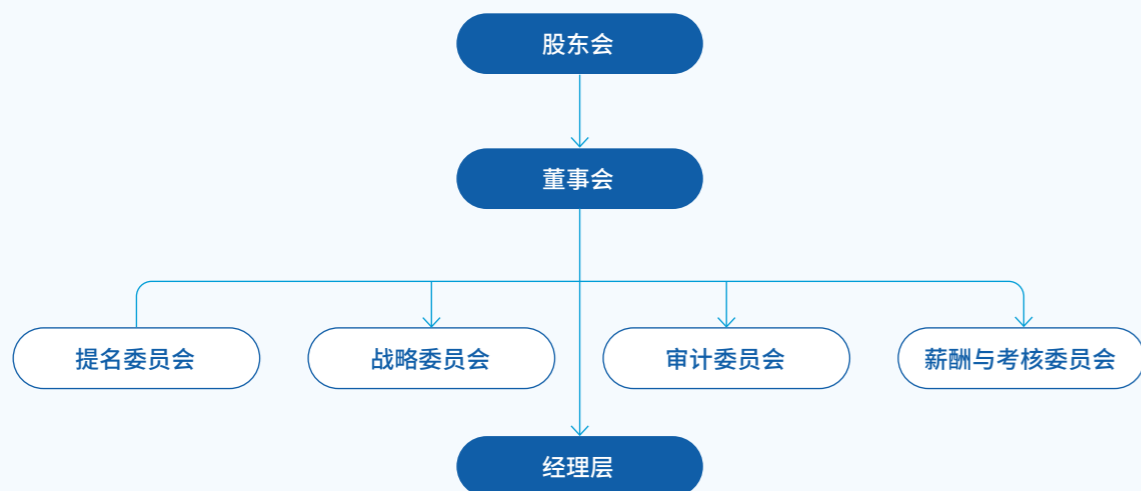 股东会
董事会
提名委员会
战略委员会
审计委员会
薪酬与考核委员会
经理层